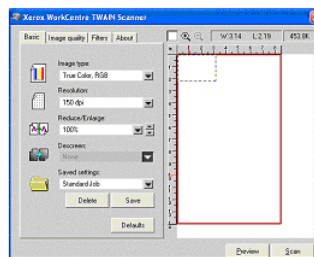 Xerox WorkCentre TWAIN Scanner
Basic Image quality Filters About
W:3.14 L:2.19 453.8K
Image type:
True Color, RGB
Resolution:
150 dpi
Reduce/Enlarge:
100%
Descreen:
None
Saved settings:
Standard Job
Delete Save
Defaults
Preview Scan